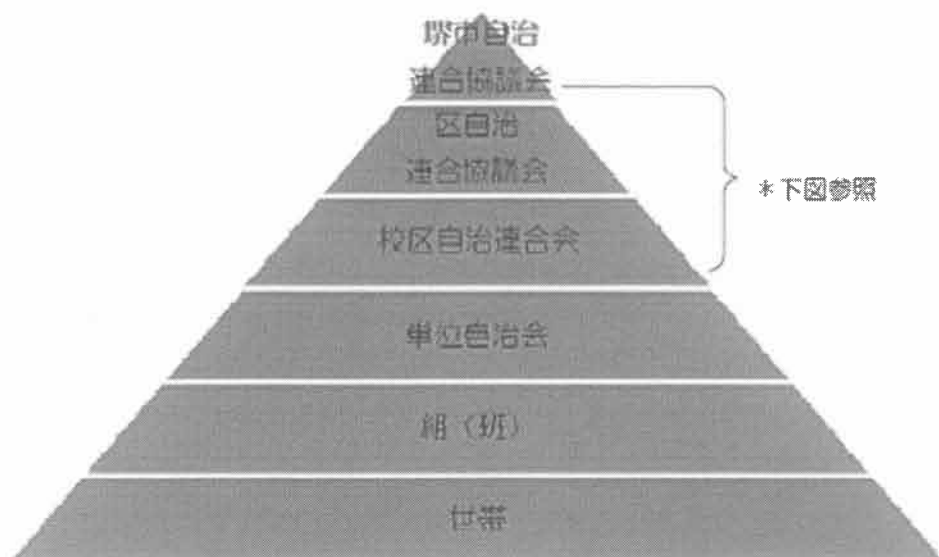 堺市自治
連合協議会
区自治
連合協議会
*下図参照
校区自治連合会
単位自治会
組（班）
世帯